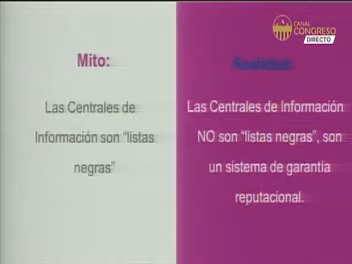 CANAL
CONGRESO
DIRECTO
Mito:
Las Centrales de
Información son “listas
negras”
Realidad:
Las Centrales de Información
NO son “listas negras”, son
un sistema de garantía
reputacional.